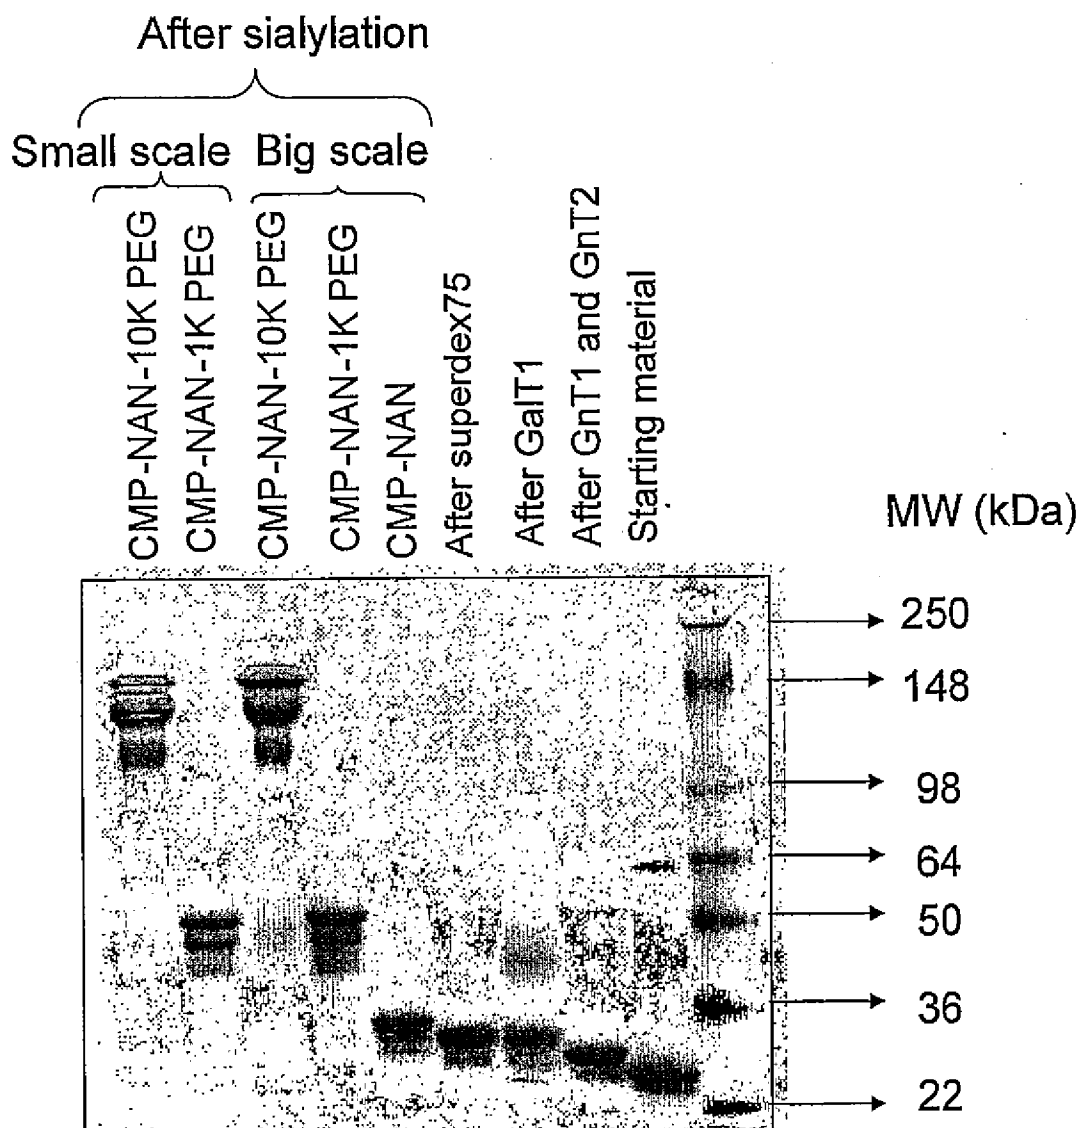 After sialylation
Small scale
Big scale
CMP-NAN-10K PEG
CMP-NAN-1K PEG
CMP-NAN-10K PEG
CMP-NAN-1K PEG
CMP-NAN
After superdex75
After GalT1
After GnT1 and GnT2
Starting material
MW (kDa)
250
148
98
64
50
36
22